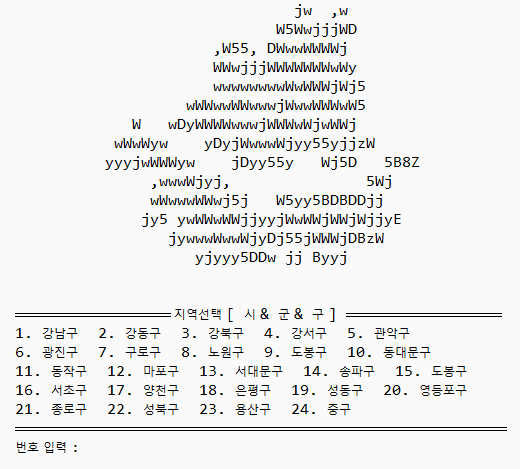 jw  ,w
W5WwjjjWD
,W55, DWwwWWWWj
WWwjjjWWWWWWWwWy
wwwwwwwwWwWWWjWj5
wWWwwWWwwwjWwwWWWwW5
W   wDyWWWWwwwjWWWwWjwWWj
wWwWyw    yDyjWwwwWjyy55yjjzW
yyyjwWWWyw    jDyy55y   Wj5D   5B8Z
,wwwWjyj,               5Wj
wWwwwWWwj5j   W5yy5BDBDDjj
jy5 ywWWwWWjjyyjWwWWjWWjWjjyE
jywwwWwwWjyDj55jWWWjDBzW
yjyyy5DDw jj Byyj
지역선택 [ 시 & 군 & 구 ]
1. 강남구 2. 강동구 3. 강북구 4. 강서구 5. 관악구
6. 광진구 7. 구로구 8. 노원구 9. 도봉구 10. 동대문구
11. 동작구 12. 마포구 13. 서대문구 14. 송파구 15. 도봉구
16. 서초구 17. 양천구 18. 은평구 19. 성동구 20. 영등포구
21. 종로구 22. 성북구 23. 용산구 24. 중구
번호 입력 :